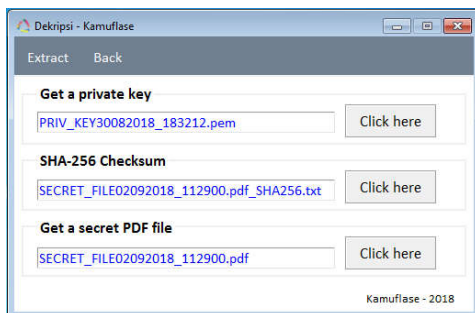 Dekripsi - Kamuflase
Extract Back
Get a private key
PRIV_KEY30082018_183212.pem
Click here
SHA-256 Checksum
SECRET_FILE02092018_112900.pdf_SHA256.txt
Click here
Get a secret PDF file
SECRET_FILE02092018_112900.pdf
Click here
Kamuflase - 2018